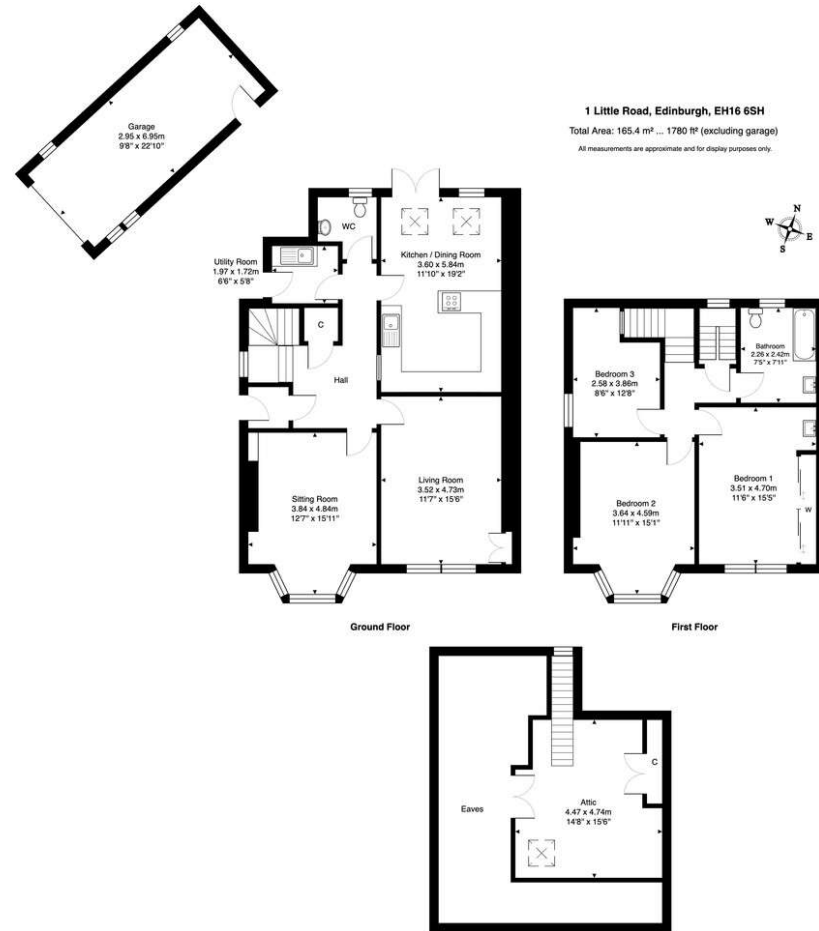 1 Little Road, Edinburgh, EH16 6SH
Total Area: 165.4 m² ... 1780 ft² (excluding garage)
All measurements are approximate and for display purposes only.
N
W
E
S
Garage
2.95 x 6.95m
9'8" x 22'10"
WC
Utility Room
1.97 x 1.72m
6'6" x 5'8"
Kitchen / Dining Room
3.60 x 5.84m
11'10" x 19'2"
C
Hall
Sitting Room
3.84 x 4.84m
12'7" x 15'11"
Living Room
3.52 x 4.73m
11'7" x 15'6"
Ground Floor
Bathroom
2.26 x 2.42m
7'5" x 7'11"
Bedroom 3
2.58 x 3.86m
8'6" x 12'8"
Bedroom 1
3.51 x 4.70m
11'6" x 15'5"
W
Bedroom 2
3.64 x 4.59m
11'11" x 15'1"
First Floor
Eaves
C
Attic
4.47 x 4.74m
14'8" x 15'6"